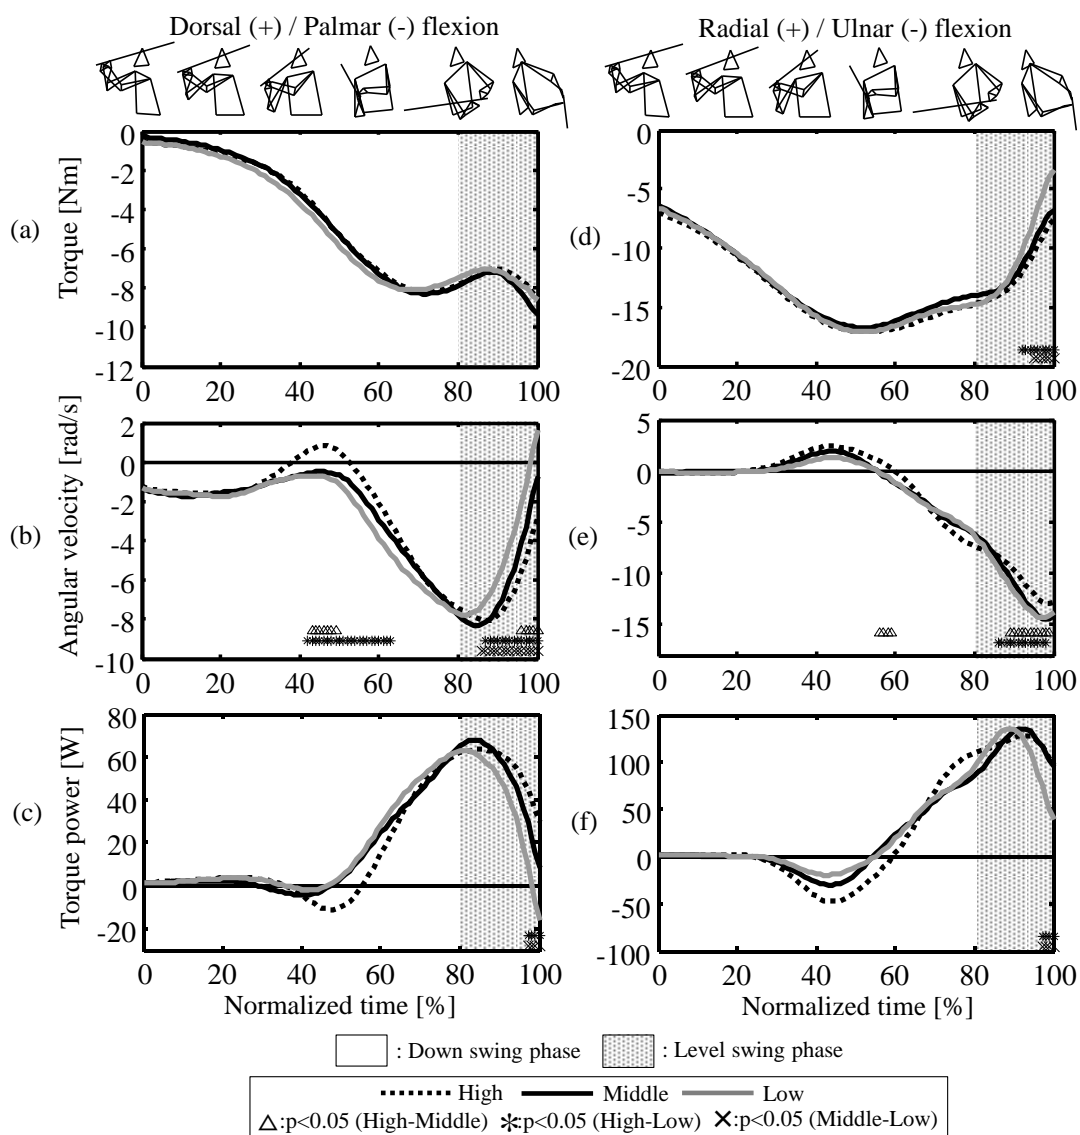 Dorsal (+) / Palmar (-) flexion
Radial (+) / Ulnar (-) flexion
(a)
Torque [Nm]
0
-2
-4
-6
-8
-10
-12
0 20 40 60 80 100
(d)
0
-5
-10
-15
-20
0 20 40 60 80 100
(b)
Angular velocity [rad/s]
2
0
-2
-4
-6
-8
-10
0 20 40 60 80 100
(e)
5
0
-5
-10
-15
0 20 40 60 80 100
(c)
Torque power [W]
80
60
40
20
0
-20
0 20 40 60 80 100
Normalized time [%]
(f)
150
100
50
0
-50
-100
0 20 40 60 80 100
Normalized time [%]
: Down swing phase : Level swing phase
High Middle Low
△:p<0.05 (High-Middle) ✻:p<0.05 (High-Low) ×:p<0.05 (Middle-Low)